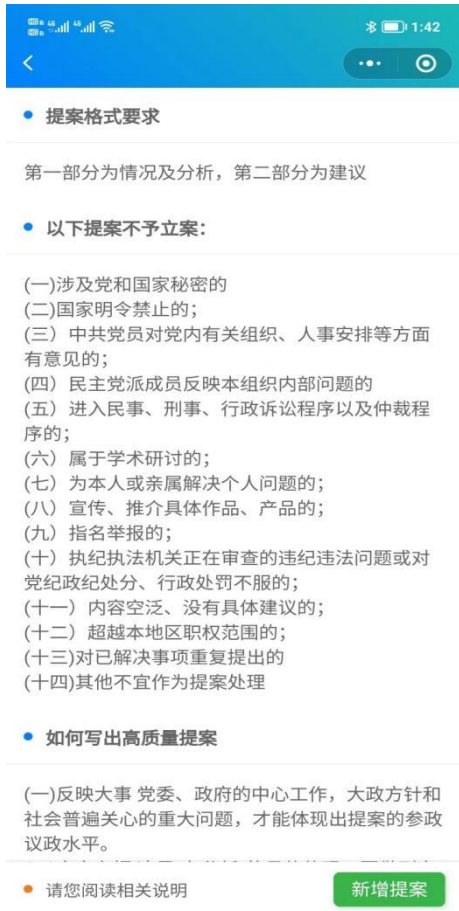 1:42
提案格式要求
第一部分为情况及分析，第二部分为建议
以下提案不予立案：
(一)涉及党和国家秘密的
(二)国家明令禁止的；
(三）中共党员对党内有关组织、人事安排等方面
有意见的；
(四）民主党派成员反映本组织内部问题的
(五）进入民事、刑事、行政诉讼程序以及仲裁程
序的；
(六）属于学术研讨的；
(七）为本人或亲属解决个人问题的；
(八）宣传、推介具体作品、产品的；
(九）指名举报的；
(十）执纪执法机关正在审查的违纪违法问题或对
党纪政纪处分、行政处罚不服的；
(十一）内容空泛、没有具体建议的；
(十二）超越本地区职权范围的；
(十三)对已解决事项重复提出的
(十四)其他不宜作为提案处理
如何写出高质量提案
(一)反映大事 党委、政府的中心工作，大政方针和
社会普遍关心的重大问题，才能体现出提案的参政
议政水平。
请您阅读相关说明
新增提案